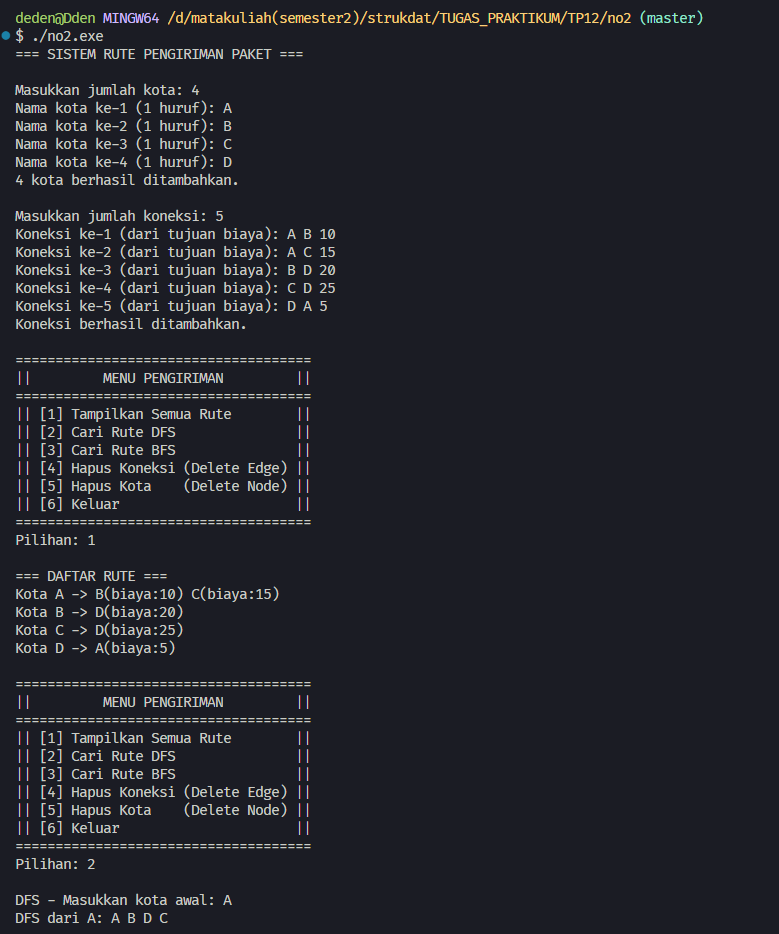 deden@Dden MINGW64 /d/matakuliah(semester2)/strukdat/TUGAS_PRAKTIKUM/TP12/no2 (master)
$ ./no2.exe
=== SISTEM RUTE PENGIRIMAN PAKET ===

Masukkan jumlah kota: 4
Nama kota ke-1 (1 huruf): A
Nama kota ke-2 (1 huruf): B
Nama kota ke-3 (1 huruf): C
Nama kota ke-4 (1 huruf): D
4 kota berhasil ditambahkan.

Masukkan jumlah koneksi: 5
Koneksi ke-1 (dari tujuan biaya): A B 10
Koneksi ke-2 (dari tujuan biaya): A C 15
Koneksi ke-3 (dari tujuan biaya): B D 20
Koneksi ke-4 (dari tujuan biaya): C D 25
Koneksi ke-5 (dari tujuan biaya): D A 5
Koneksi berhasil ditambahkan.

=====================================
||         MENU PENGIRIMAN         ||
=====================================
|| [1] Tampilkan Semua Rute        ||
|| [2] Cari Rute DFS               ||
|| [3] Cari Rute BFS               ||
|| [4] Hapus Koneksi (Delete Edge) ||
|| [5] Hapus Kota    (Delete Node) ||
|| [6] Keluar                      ||
=====================================
Pilihan: 1

=== DAFTAR RUTE ===
Kota A -> B(biaya:10) C(biaya:15)
Kota B -> D(biaya:20)
Kota C -> D(biaya:25)
Kota D -> A(biaya:5)

=====================================
||         MENU PENGIRIMAN         ||
=====================================
|| [1] Tampilkan Semua Rute        ||
|| [2] Cari Rute DFS               ||
|| [3] Cari Rute BFS               ||
|| [4] Hapus Koneksi (Delete Edge) ||
|| [5] Hapus Kota    (Delete Node) ||
|| [6] Keluar                      ||
=====================================
Pilihan: 2

DFS - Masukkan kota awal: A
DFS dari A: A B D C